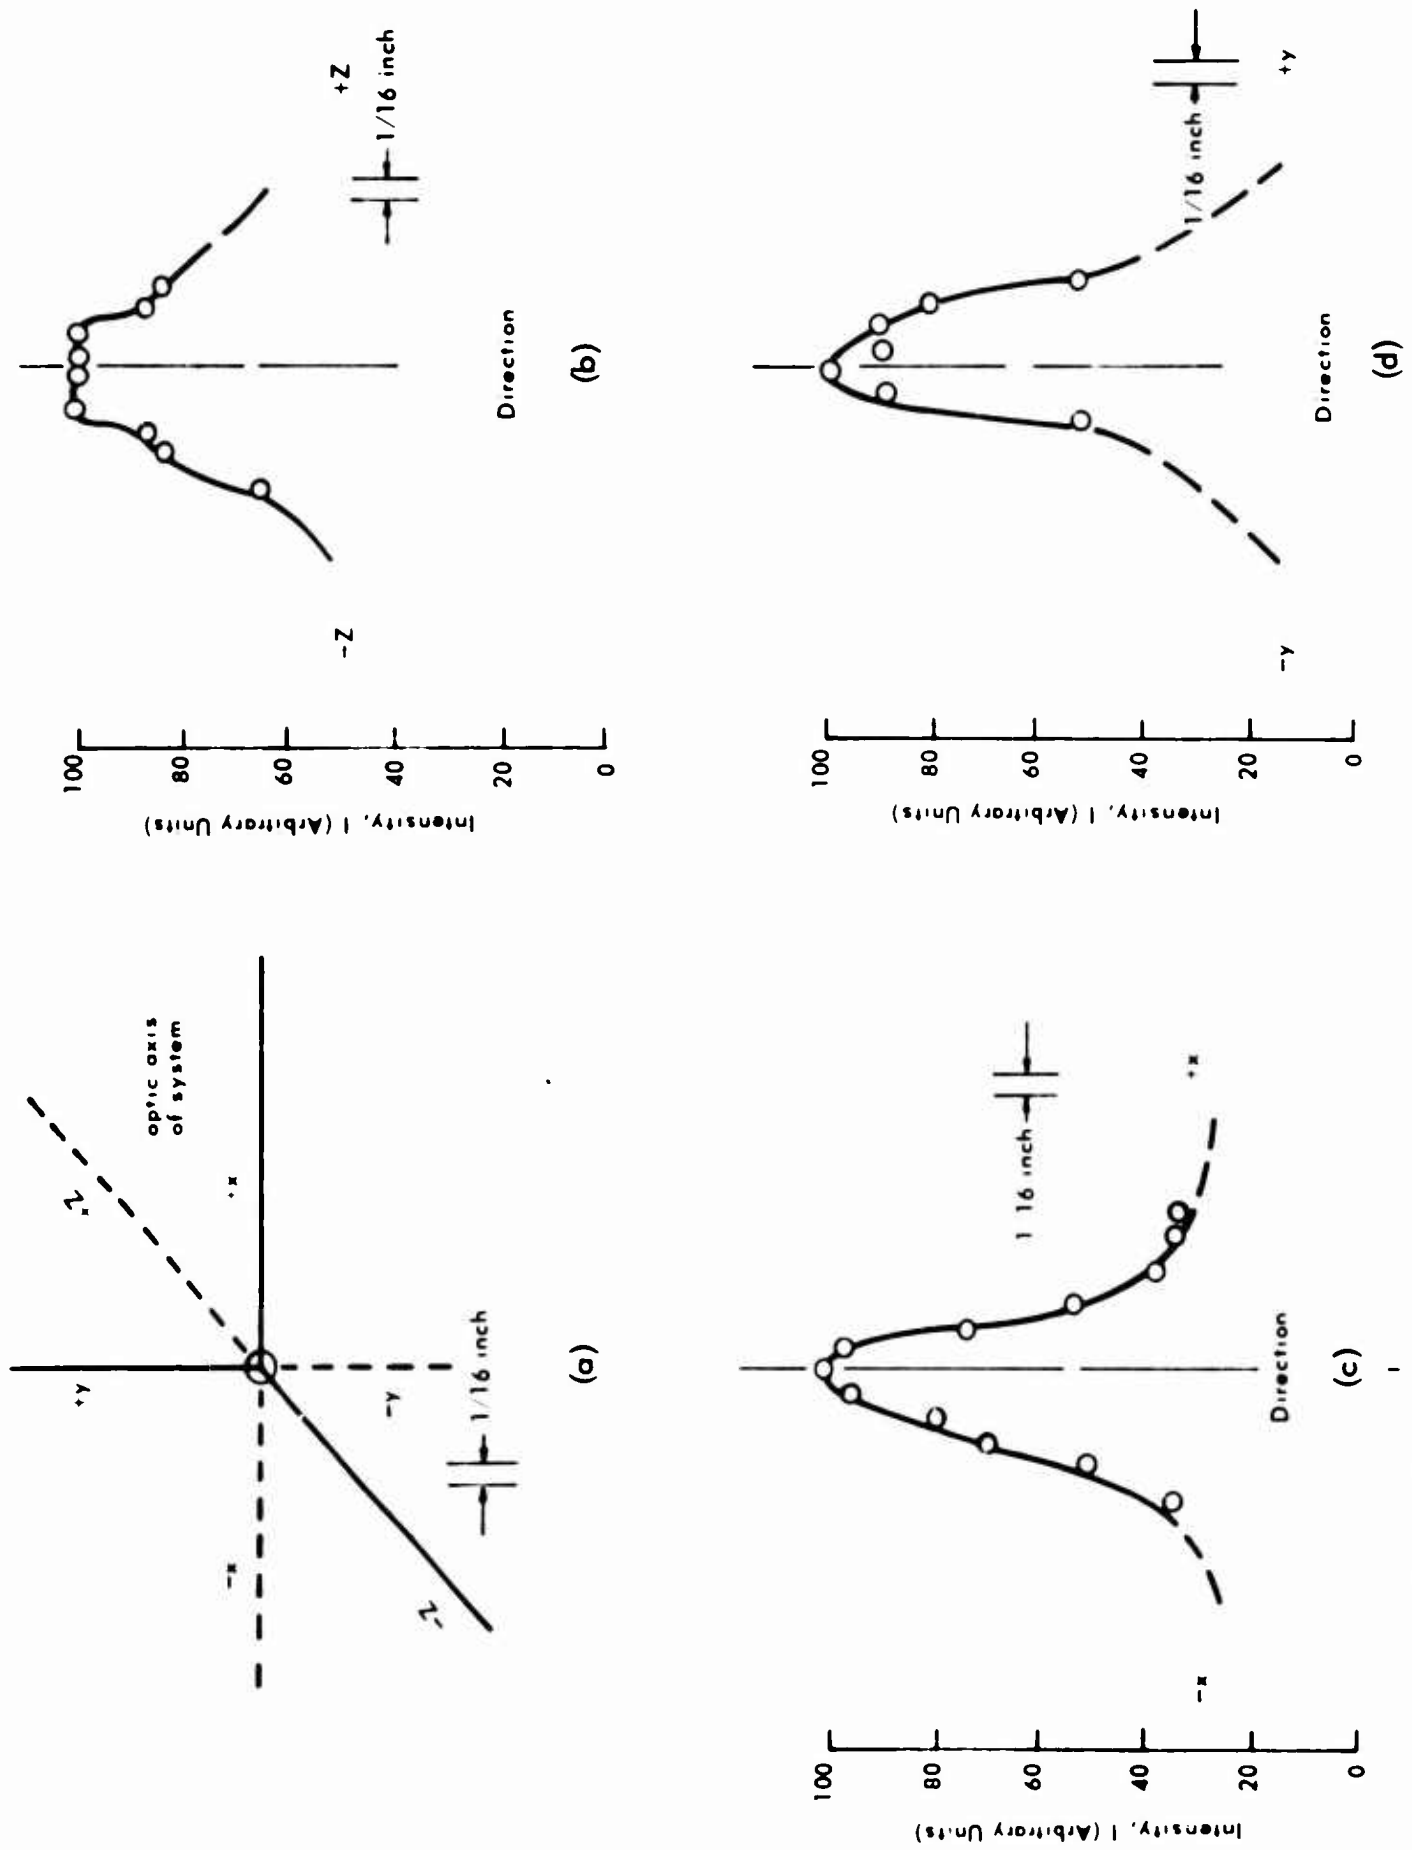 +y
+z
optic axis
of system
-x
+x
-z
-y
1/16 inch
(a)
Intensity, I (Arbitrary Units)
100
80
60
40
20
0
-Z
+Z
1/16 inch
Direction
(b)
Intensity, I (Arbitrary Units)
100
80
60
40
20
0
1 16 inch
-x
+x
Direction
(c)
Intensity, I (Arbitrary Units)
100
80
60
40
20
0
1/16 inch
-y
+y
Direction
(d)